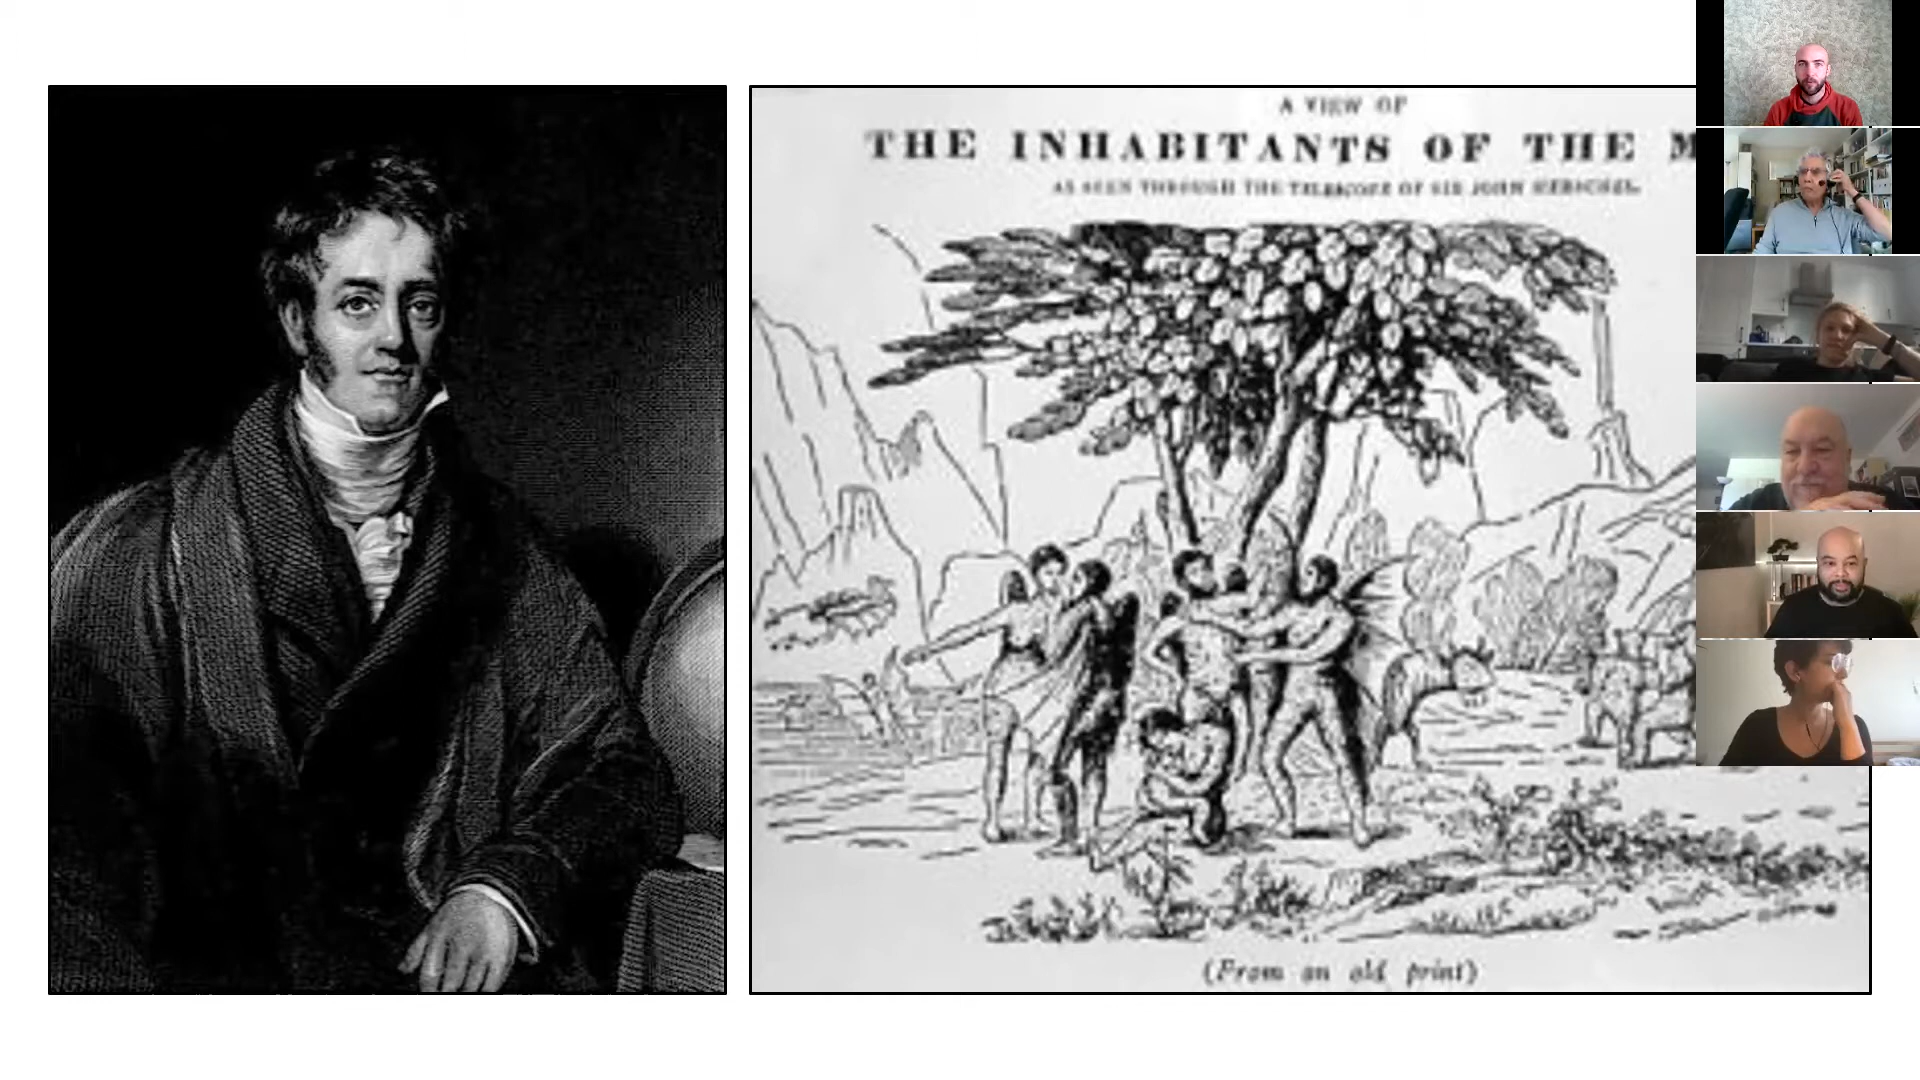 A VIEW OF
THE INHABITANTS OF THE M
AS SEEN THROUGH THE TELESCOPE OF SIR JOHN HERSCHEL.
(From an old print)